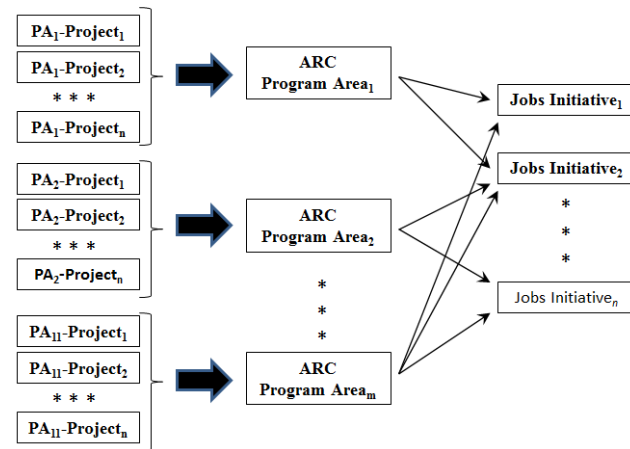 PA₁-Project₁
PA₁-Project₂
* * *
PA₁-Projectₙ
ARC
Program Area₁
PA₂-Project₁
PA₂-Project₂
* * *
PA₂-Projectₙ
ARC
Program Area₂
*
*
*
PA₁₁-Project₁
PA₁₁-Project₂
* * *
PA₁₁-Projectₙ
ARC
Program Areaₘ
Jobs Initiative₁
Jobs Initiative₂
*
*
*
Jobs Initiativeₙ